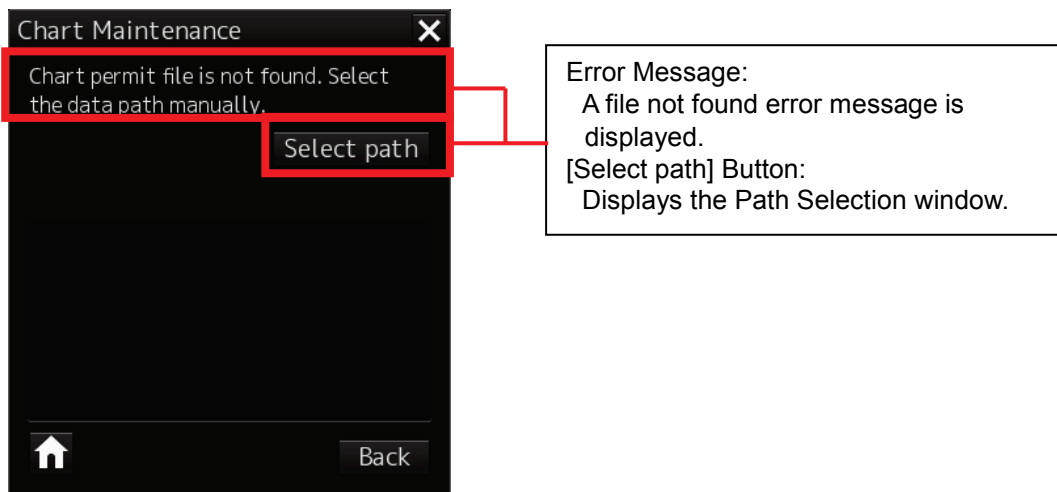 Chart Maintenance
Chart permit file is not found. Select
the data path manually.
Select path
Back
Error Message:
A file not found error message is
displayed.
[Select path] Button:
Displays the Path Selection window.